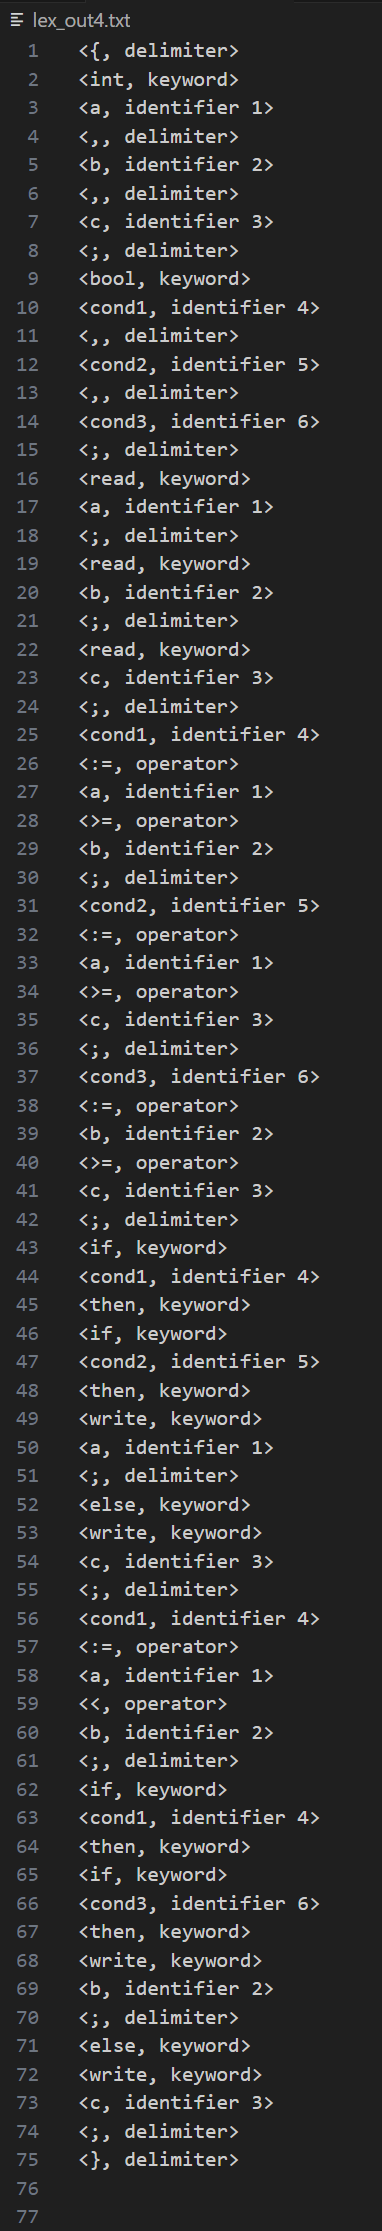 lex_out4.txt
1 <{, delimiter>
2 <int, keyword>
3 <a, identifier 1>
4 <,, delimiter>
5 <b, identifier 2>
6 <,, delimiter>
7 <c, identifier 3>
8 <;, delimiter>
9 <bool, keyword>
10 <cond1, identifier 4>
11 <,, delimiter>
12 <cond2, identifier 5>
13 <,, delimiter>
14 <cond3, identifier 6>
15 <;, delimiter>
16 <read, keyword>
17 <a, identifier 1>
18 <;, delimiter>
19 <read, keyword>
20 <b, identifier 2>
21 <;, delimiter>
22 <read, keyword>
23 <c, identifier 3>
24 <;, delimiter>
25 <cond1, identifier 4>
26 <:=, operator>
27 <a, identifier 1>
28 <>=, operator>
29 <b, identifier 2>
30 <;, delimiter>
31 <cond2, identifier 5>
32 <:=, operator>
33 <a, identifier 1>
34 <>=, operator>
35 <c, identifier 3>
36 <;, delimiter>
37 <cond3, identifier 6>
38 <:=, operator>
39 <b, identifier 2>
40 <>=, operator>
41 <c, identifier 3>
42 <;, delimiter>
43 <if, keyword>
44 <cond1, identifier 4>
45 <then, keyword>
46 <if, keyword>
47 <cond2, identifier 5>
48 <then, keyword>
49 <write, keyword>
50 <a, identifier 1>
51 <;, delimiter>
52 <else, keyword>
53 <write, keyword>
54 <c, identifier 3>
55 <;, delimiter>
56 <cond1, identifier 4>
57 <:=, operator>
58 <a, identifier 1>
59 <<, operator>
60 <b, identifier 2>
61 <;, delimiter>
62 <if, keyword>
63 <cond1, identifier 4>
64 <then, keyword>
65 <if, keyword>
66 <cond3, identifier 6>
67 <then, keyword>
68 <write, keyword>
69 <b, identifier 2>
70 <;, delimiter>
71 <else, keyword>
72 <write, keyword>
73 <c, identifier 3>
74 <;, delimiter>
75 <}, delimiter>
76
77